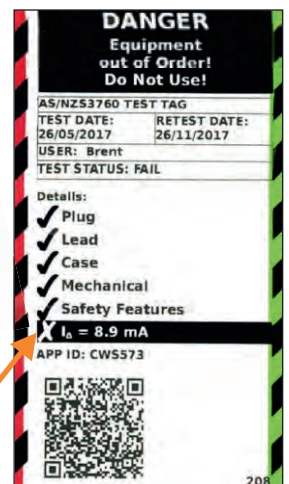 DANGER
Equipment
out of Order!
Do Not Use!
AS/NZS3760 TEST TAG
TEST DATE: RETEST DATE:
26/05/2017 26/11/2017
USER: Brent
TEST STATUS: FAIL
Details:
✓ Plug
✓ Lead
✓ Case
✓ Mechanical
✓ Safety Features
✗ I₀ = 8.9 mA
APP ID: CWS573
208